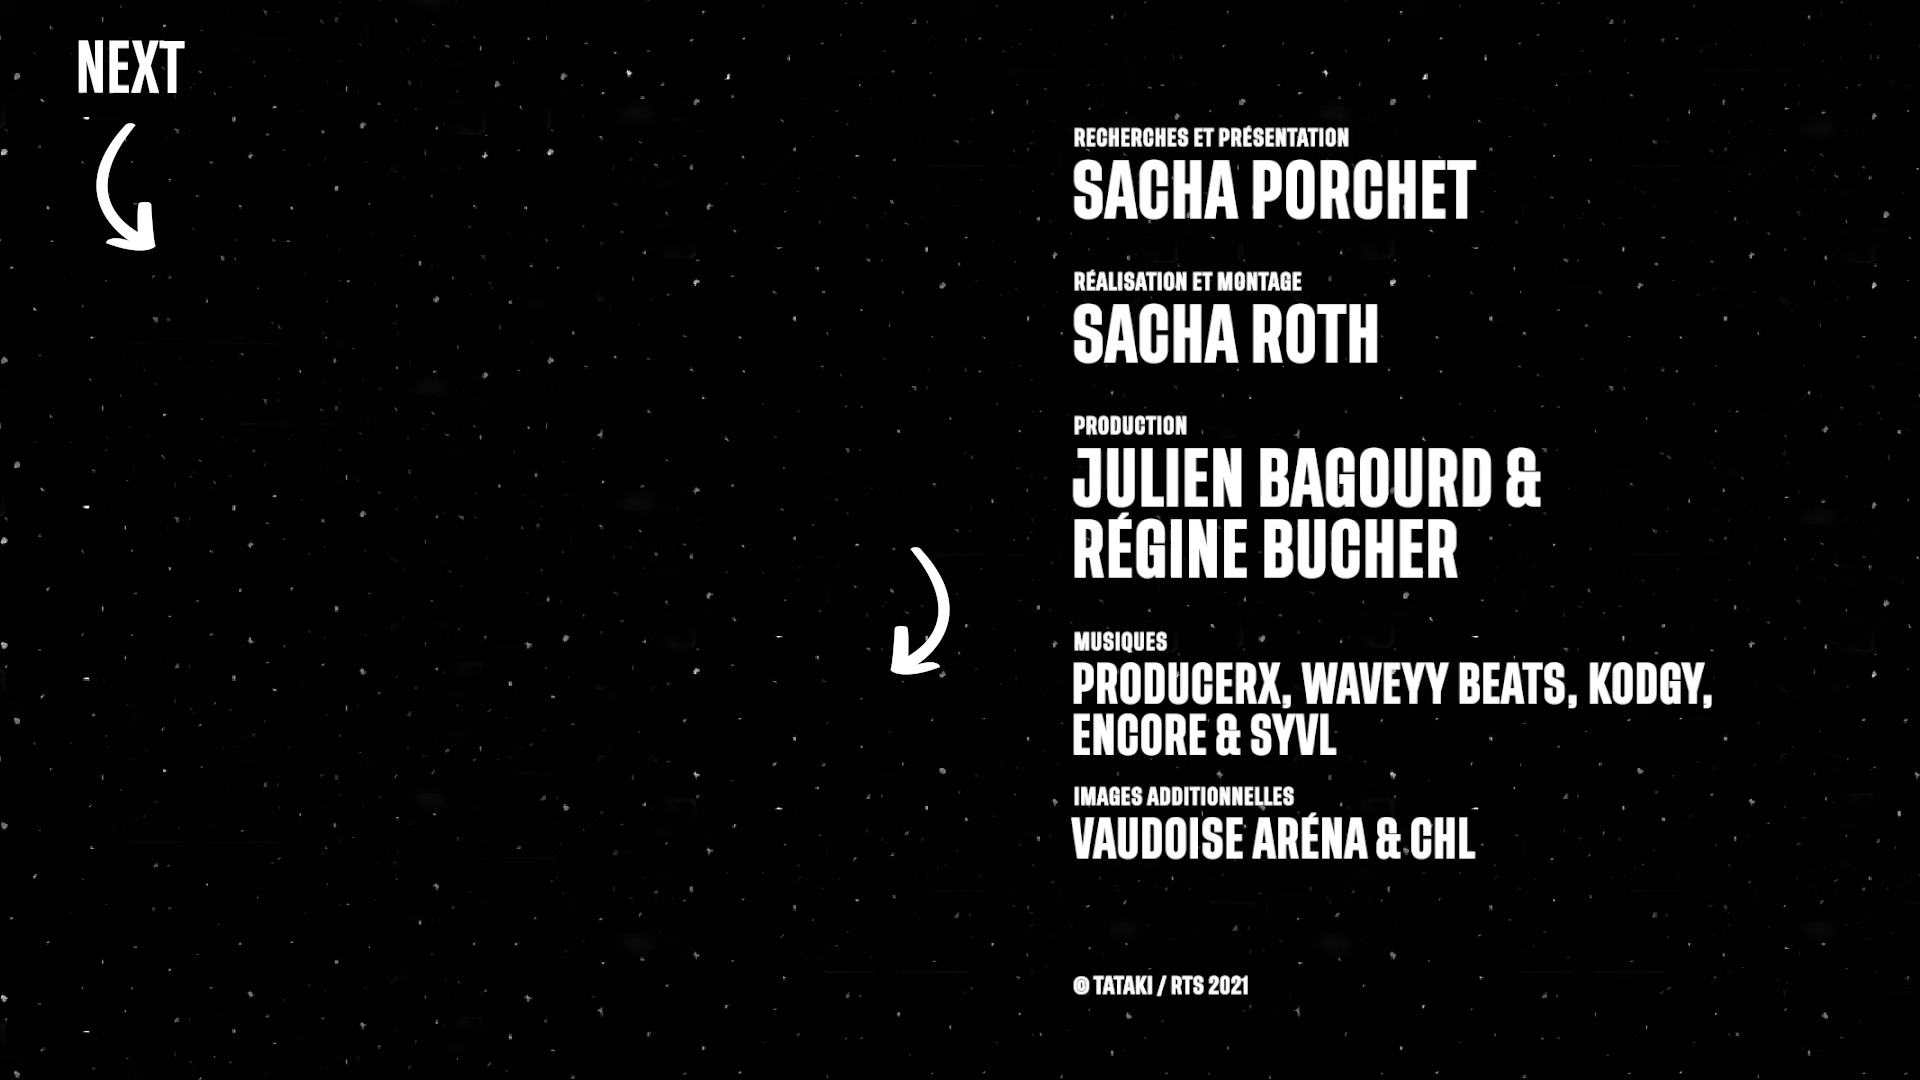 NEXT
RECHERCHES ET PRÉSENTATION
SACHA PORCHET
RÉALISATION ET MONTAGE
SACHA ROTH
PRODUCTION
JULIEN BAGOURD &
RÉGINE BUCHER
MUSIQUES
PRODUCERX, WAVEYY BEATS, KODGY,
ENCORE & SYVL
IMAGES ADDITIONNELLES
VAUDOISE ARÉNA & CHL
© TATAKI / RTS 2021